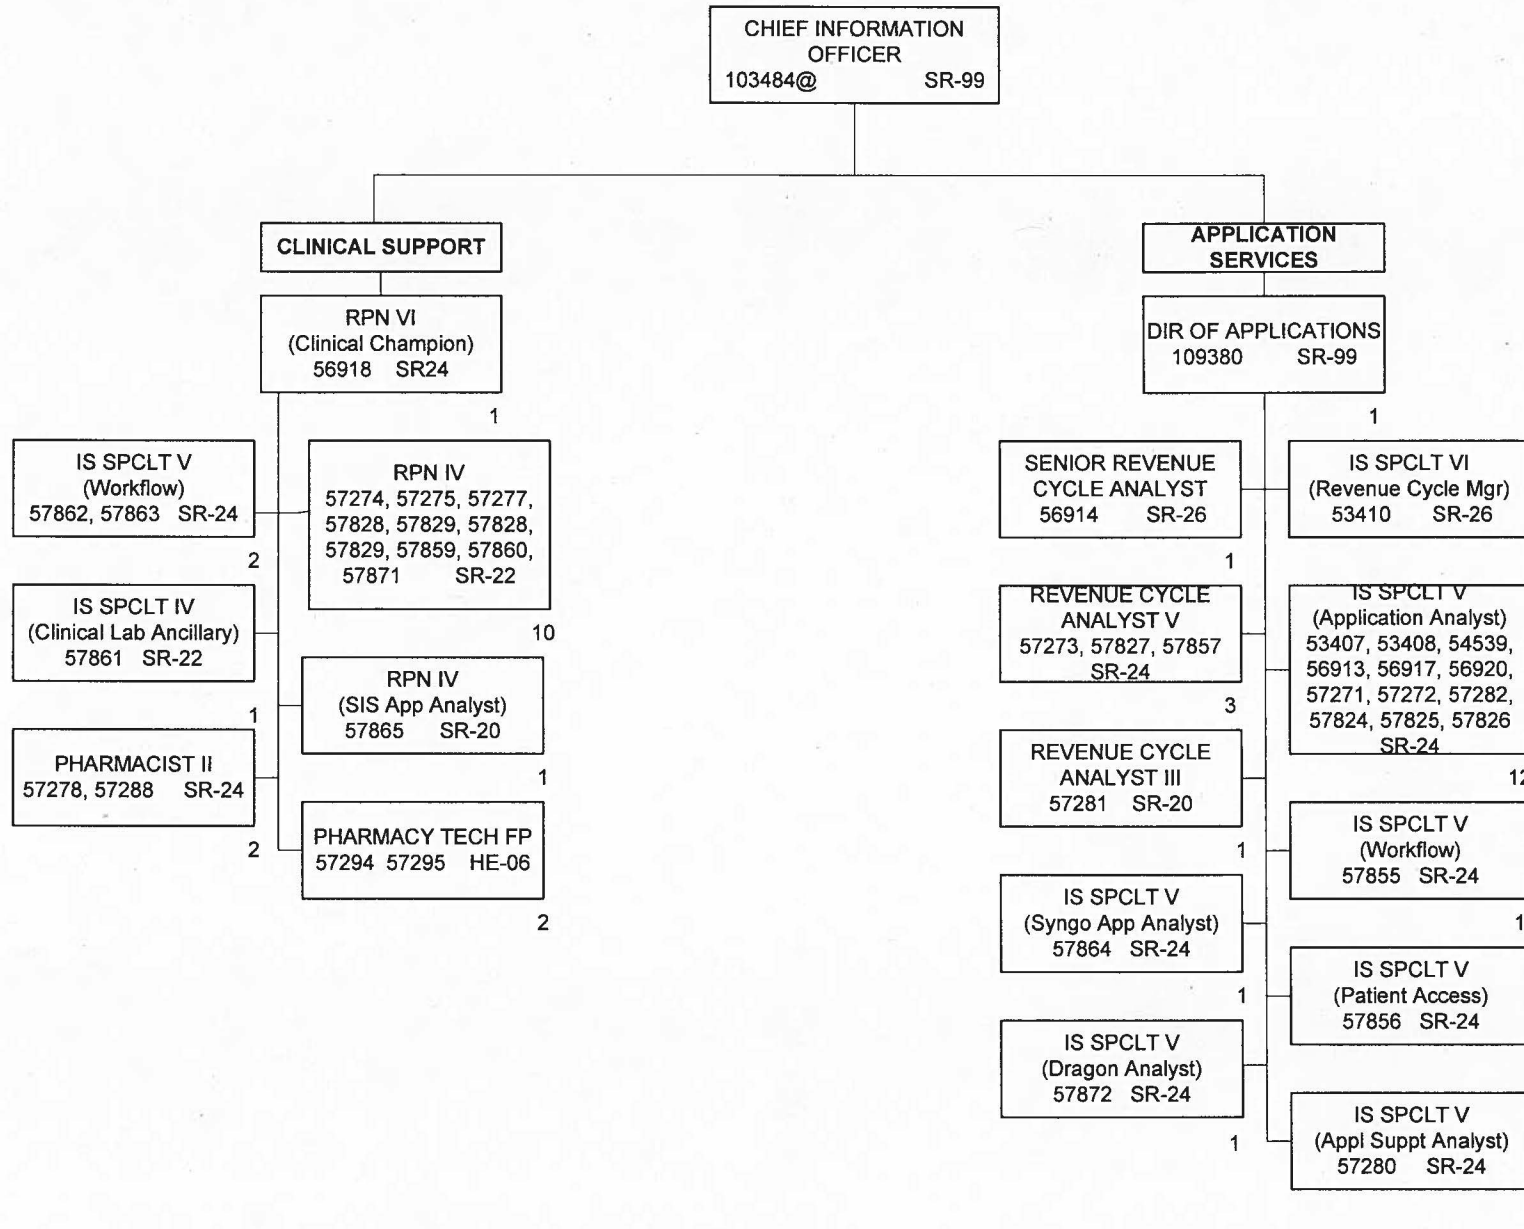 CHIEF INFORMATION
OFFICER
103484@ SR-99
CLINICAL SUPPORT
RPN VI
(Clinical Champion)
56918 SR24
1
IS SPCLT V
(Workflow)
57862, 57863 SR-24
2
RPN IV
57274, 57275, 57277,
57828, 57829, 57828,
57829, 57859, 57860,
57871 SR-22
10
IS SPCLT IV
(Clinical Lab Ancillary)
57861 SR-22
1
RPN IV
(SIS App Analyst)
57865 SR-20
1
PHARMACIST II
57278, 57288 SR-24
2
PHARMACY TECH FP
57294 57295 HE-06
2
APPLICATION
SERVICES
DIR OF APPLICATIONS
109380 SR-99
1
SENIOR REVENUE
CYCLE ANALYST
56914 SR-26
1
IS SPCLT VI
(Revenue Cycle Mgr)
53410 SR-26
REVENUE CYCLE
ANALYST V
57273, 57827, 57857
SR-24
3
IS SPCLT V
(Application Analyst)
53407, 53408, 54539,
56913, 56917, 56920,
57271, 57272, 57282,
57824, 57825, 57826
SR-24
12
REVENUE CYCLE
ANALYST III
57281 SR-20
1
IS SPCLT V
(Workflow)
57855 SR-24
1
IS SPCLT V
(Syngo App Analyst)
57864 SR-24
1
IS SPCLT V
(Patient Access)
57856 SR-24
IS SPCLT V
(Dragon Analyst)
57872 SR-24
1
IS SPCLT V
(Appl Suppt Analyst)
57280 SR-24